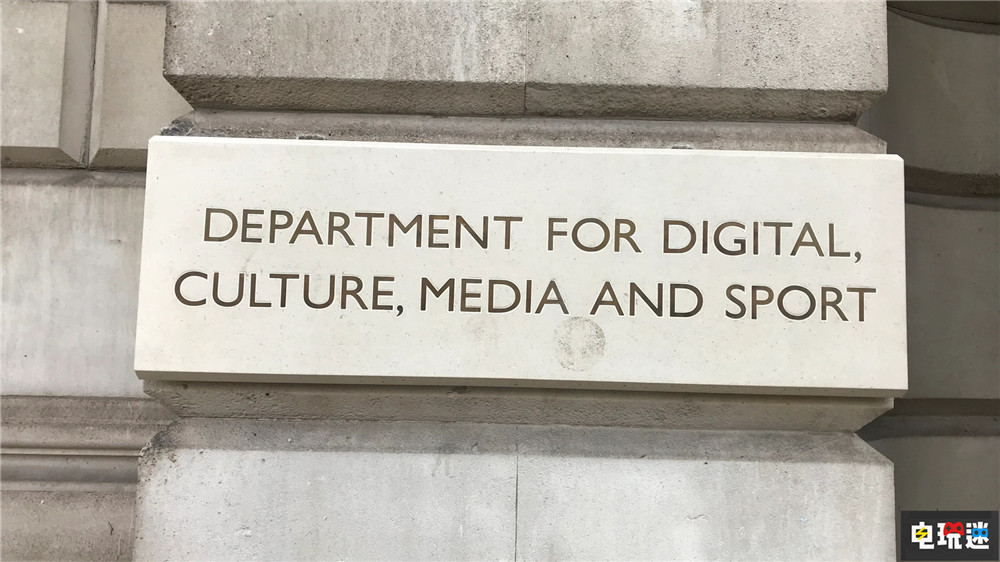 DEPARTMENT FOR DIGITAL,
CULTURE, MEDIA AND SPORT
电玩迷